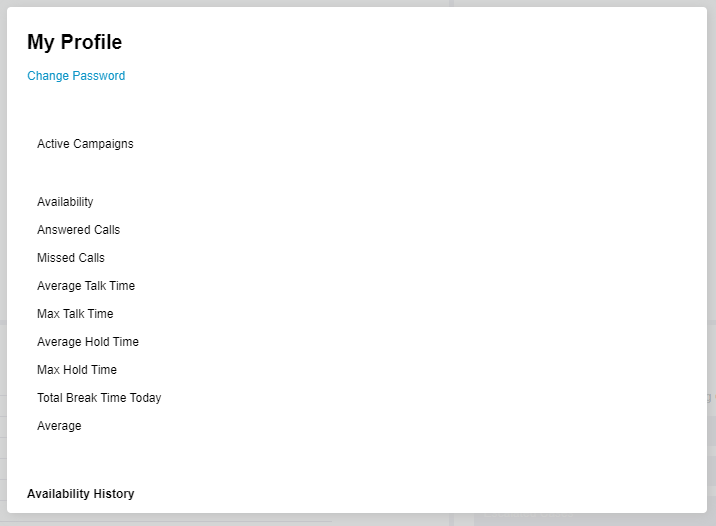 My Profile
Change Password
Active Campaigns
Availability
Answered Calls
Missed Calls
Average Talk Time
Max Talk Time
Average Hold Time
Max Hold Time
Total Break Time Today
Average
Availability History